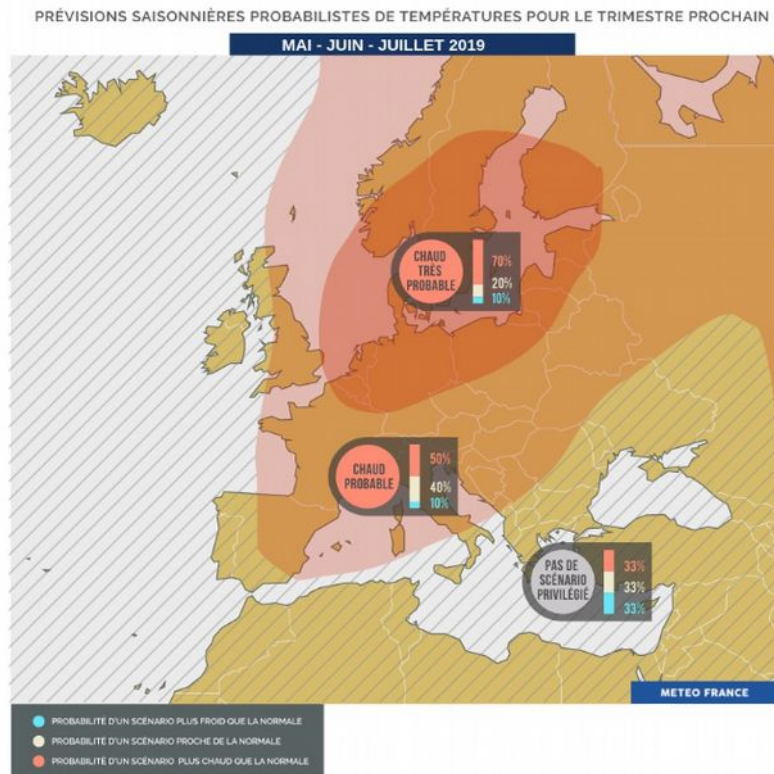 PRÉVISIONS SAISONNIÈRES PROBABILISTES DE TEMPÉRATURES POUR LE TRIMESTRE PROCHAIN
MAI - JUIN - JUILLET 2019
CHAUD
TRÈS
PROBABLE
70%
20%
10%
CHAUD
PROBABLE
50%
40%
10%
PAS DE
SCÉNARIO
PRIVILÉGIÉ
33%
33%
33%
METEO FRANCE
PROBABILITÉ D'UN SCÉNARIO PLUS FROID QUE LA NORMALE
PROBABILITÉ D'UN SCÉNARIO PROCHE DE LA NORMALE
PROBABILITÉ D'UN SCÉNARIO PLUS CHAUD QUE LA NORMALE